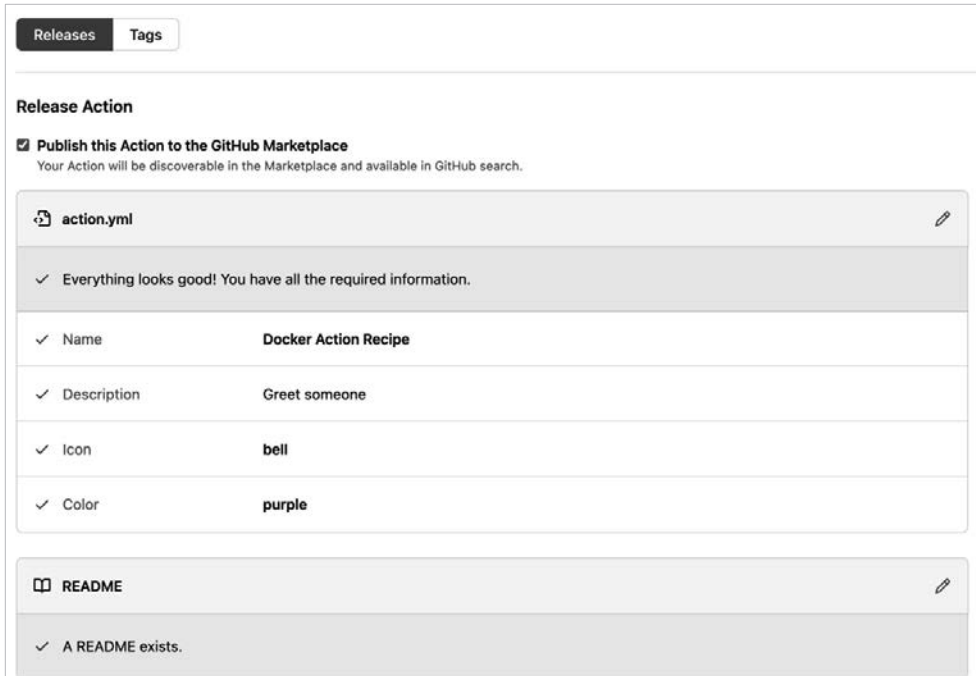 Releases Tags
Release Action
Publish this Action to the GitHub Marketplace
Your Action will be discoverable in the Marketplace and available in GitHub search.
action.yml
Everything looks good! You have all the required information.
Name Docker Action Recipe
Description Greet someone
Icon bell
Color purple
README
A README exists.